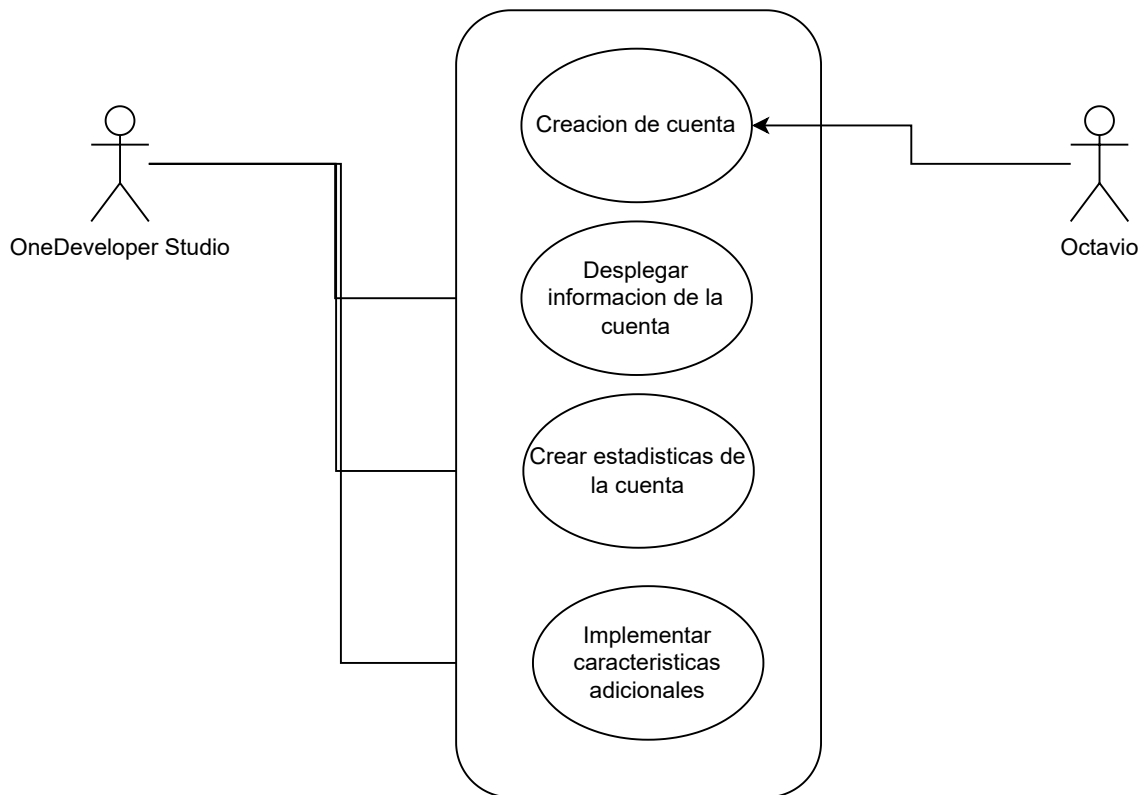 Creacion de cuenta
OneDeveloper Studio
Octavio
Desplegar
informacion de la
cuenta
Crear estadisticas de
la cuenta
Implementar
caracteristicas
adicionales